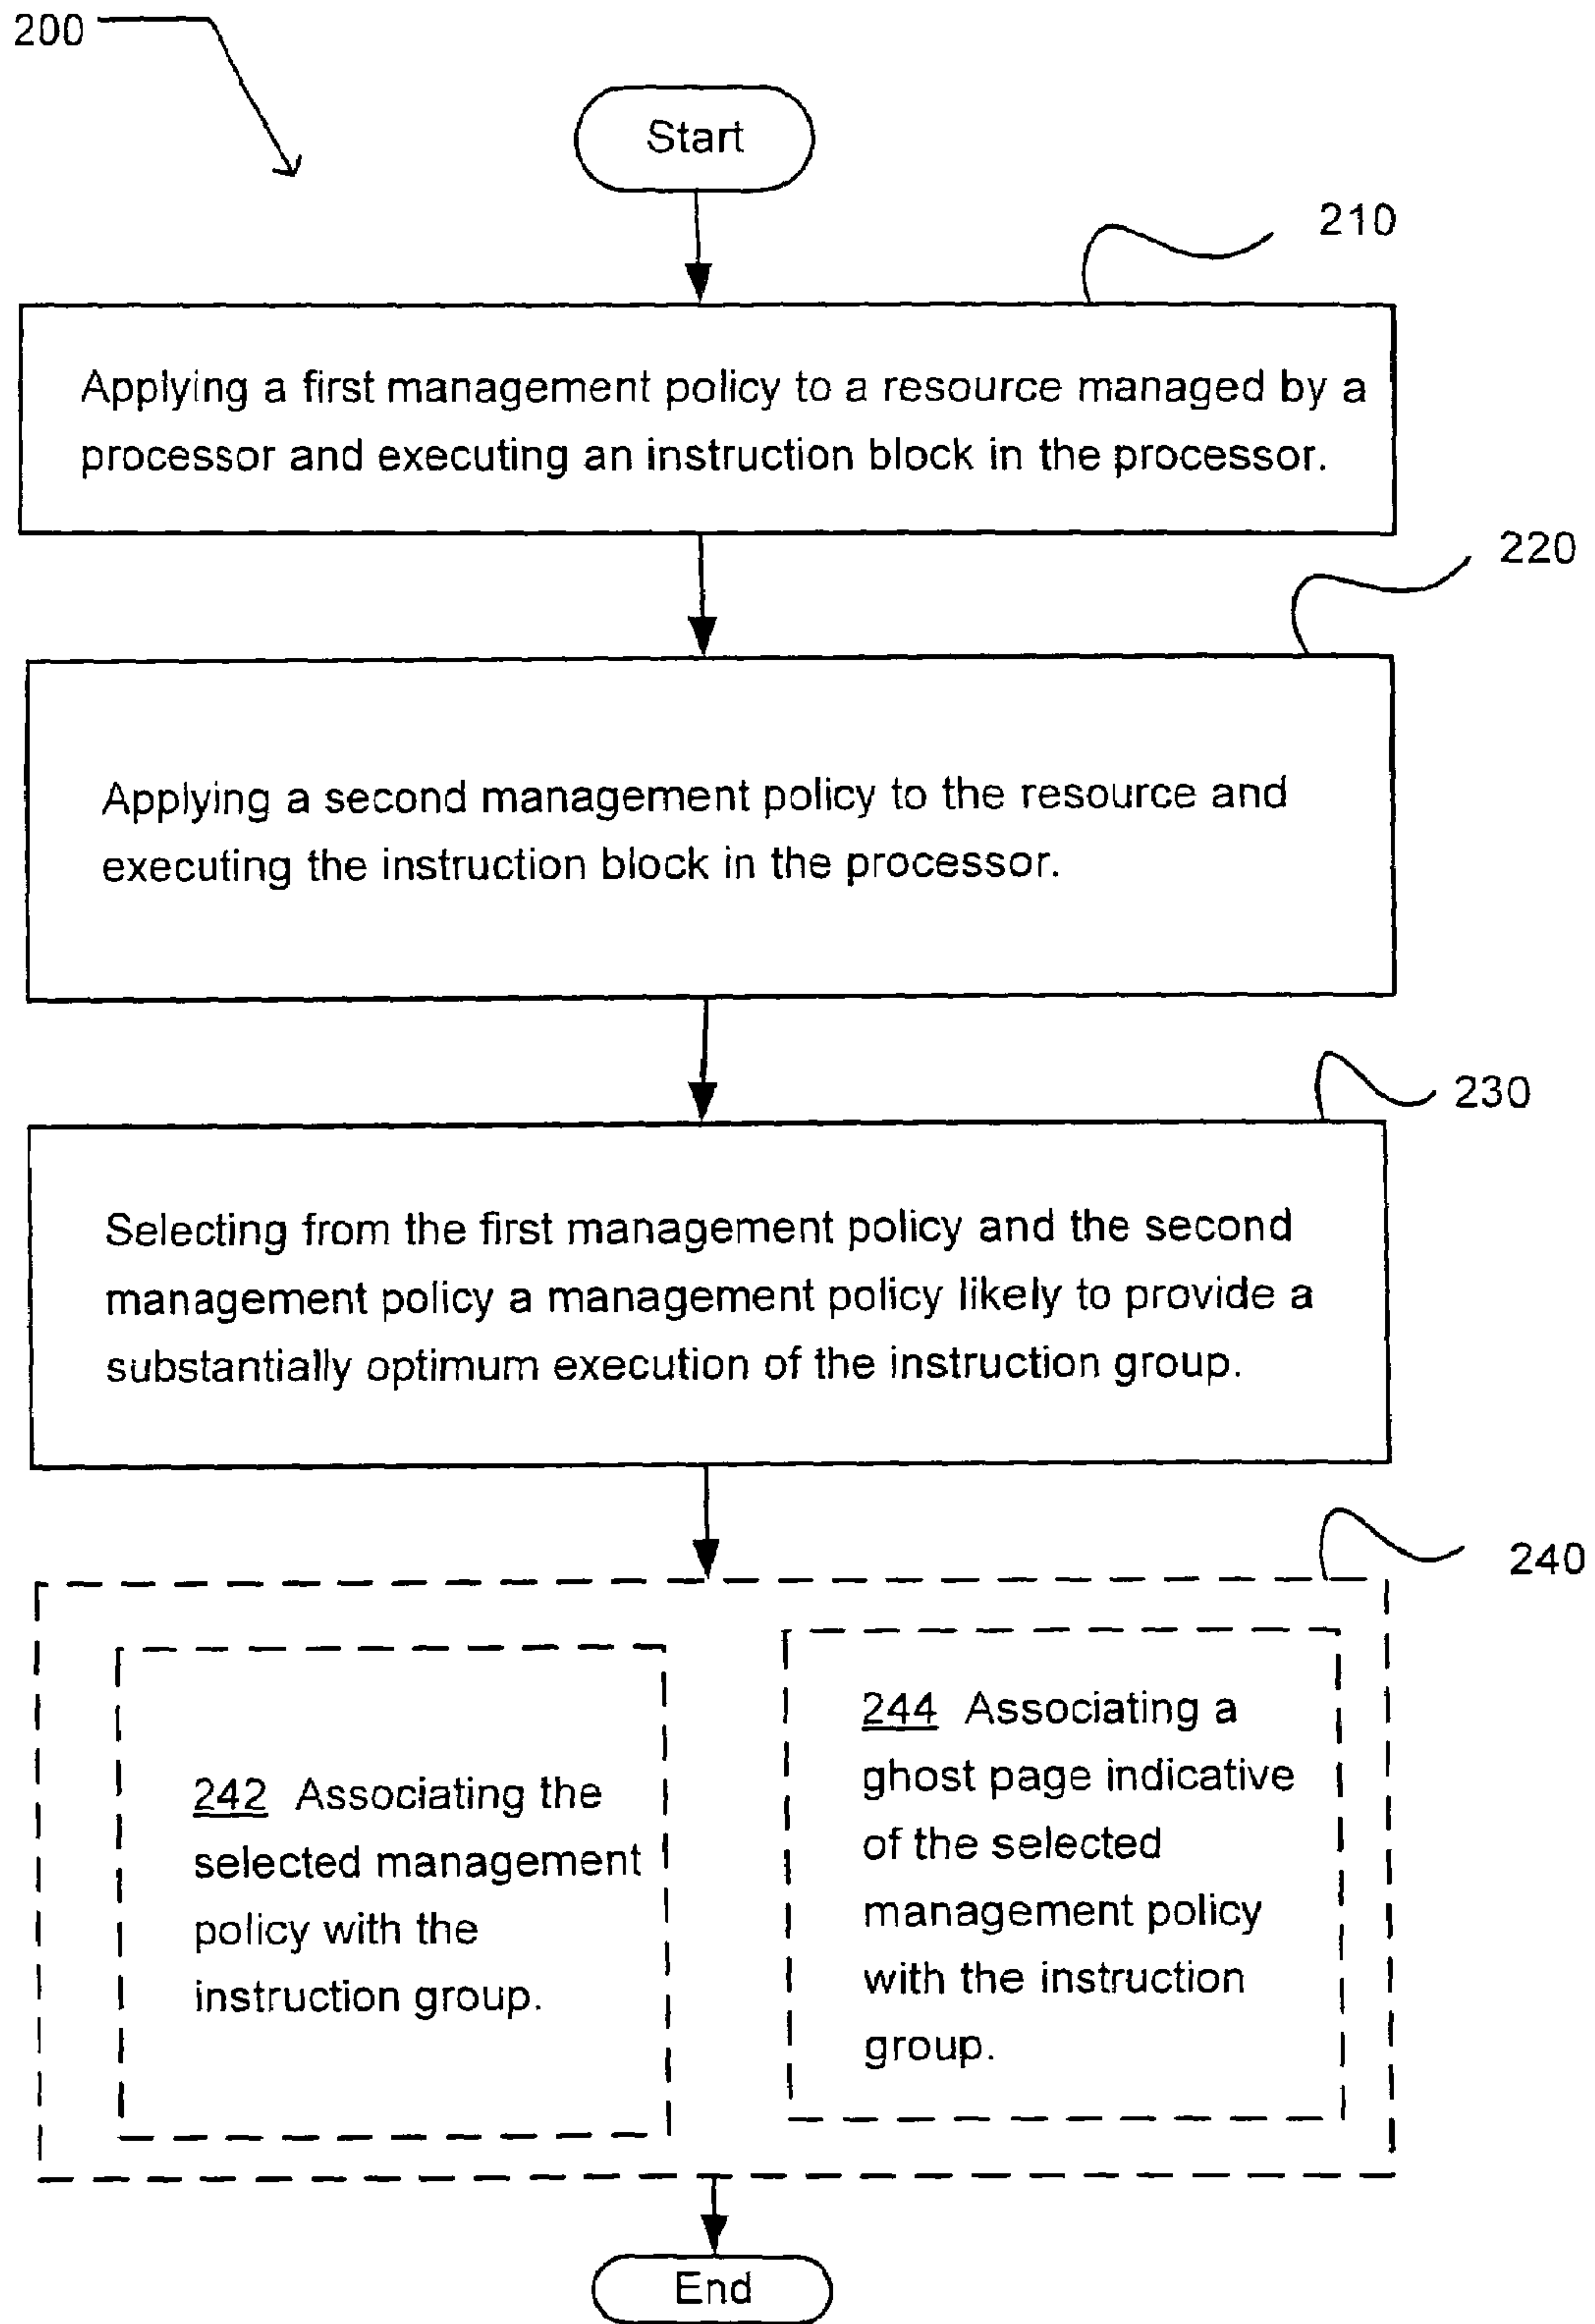 200
Start
210
Applying a first management policy to a resource managed by a
processor and executing an instruction block in the processor.
220
Applying a second management policy to the resource and
executing the instruction block in the processor.
230
Selecting from the first management policy and the second
management policy a management policy likely to provide a
substantially optimum execution of the instruction group.
240
242 Associating the
selected management
policy with the
instruction group.
244 Associating a
ghost page indicative
of the selected
management policy
with the instruction
group.
End